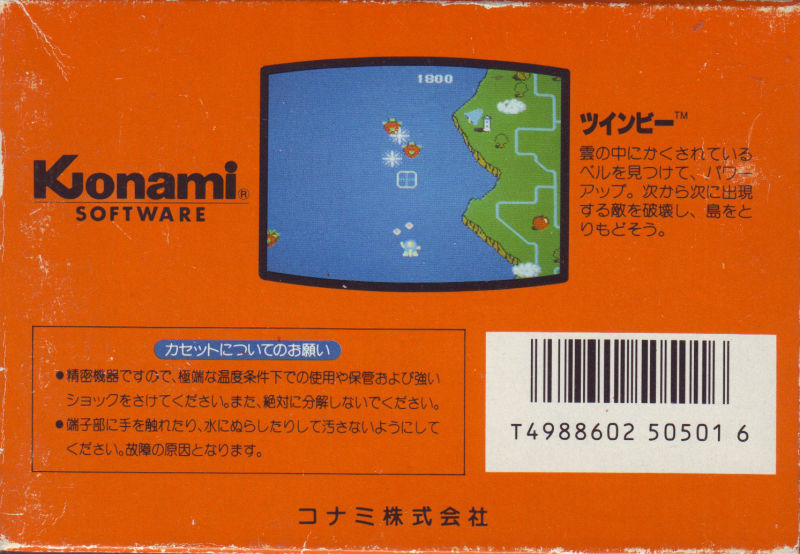 1800
ツインビー™
雲の中にかくされている
ベルを見つけて、パワー
アップ。次から次に出現
する敵を破壊し、島をと
りもどそう。
Konami®
SOFTWARE
カセットについてのお願い
●精密機器ですので、極端な温度条件下での使用や保管および強い
ショックをさけてください。また、絶対に分解しないでください。
●端子部に手を触れたり、水にぬらしたりして汚さないようにして
ください。故障の原因となります。
T4988602 50501 6
コナミ株式会社